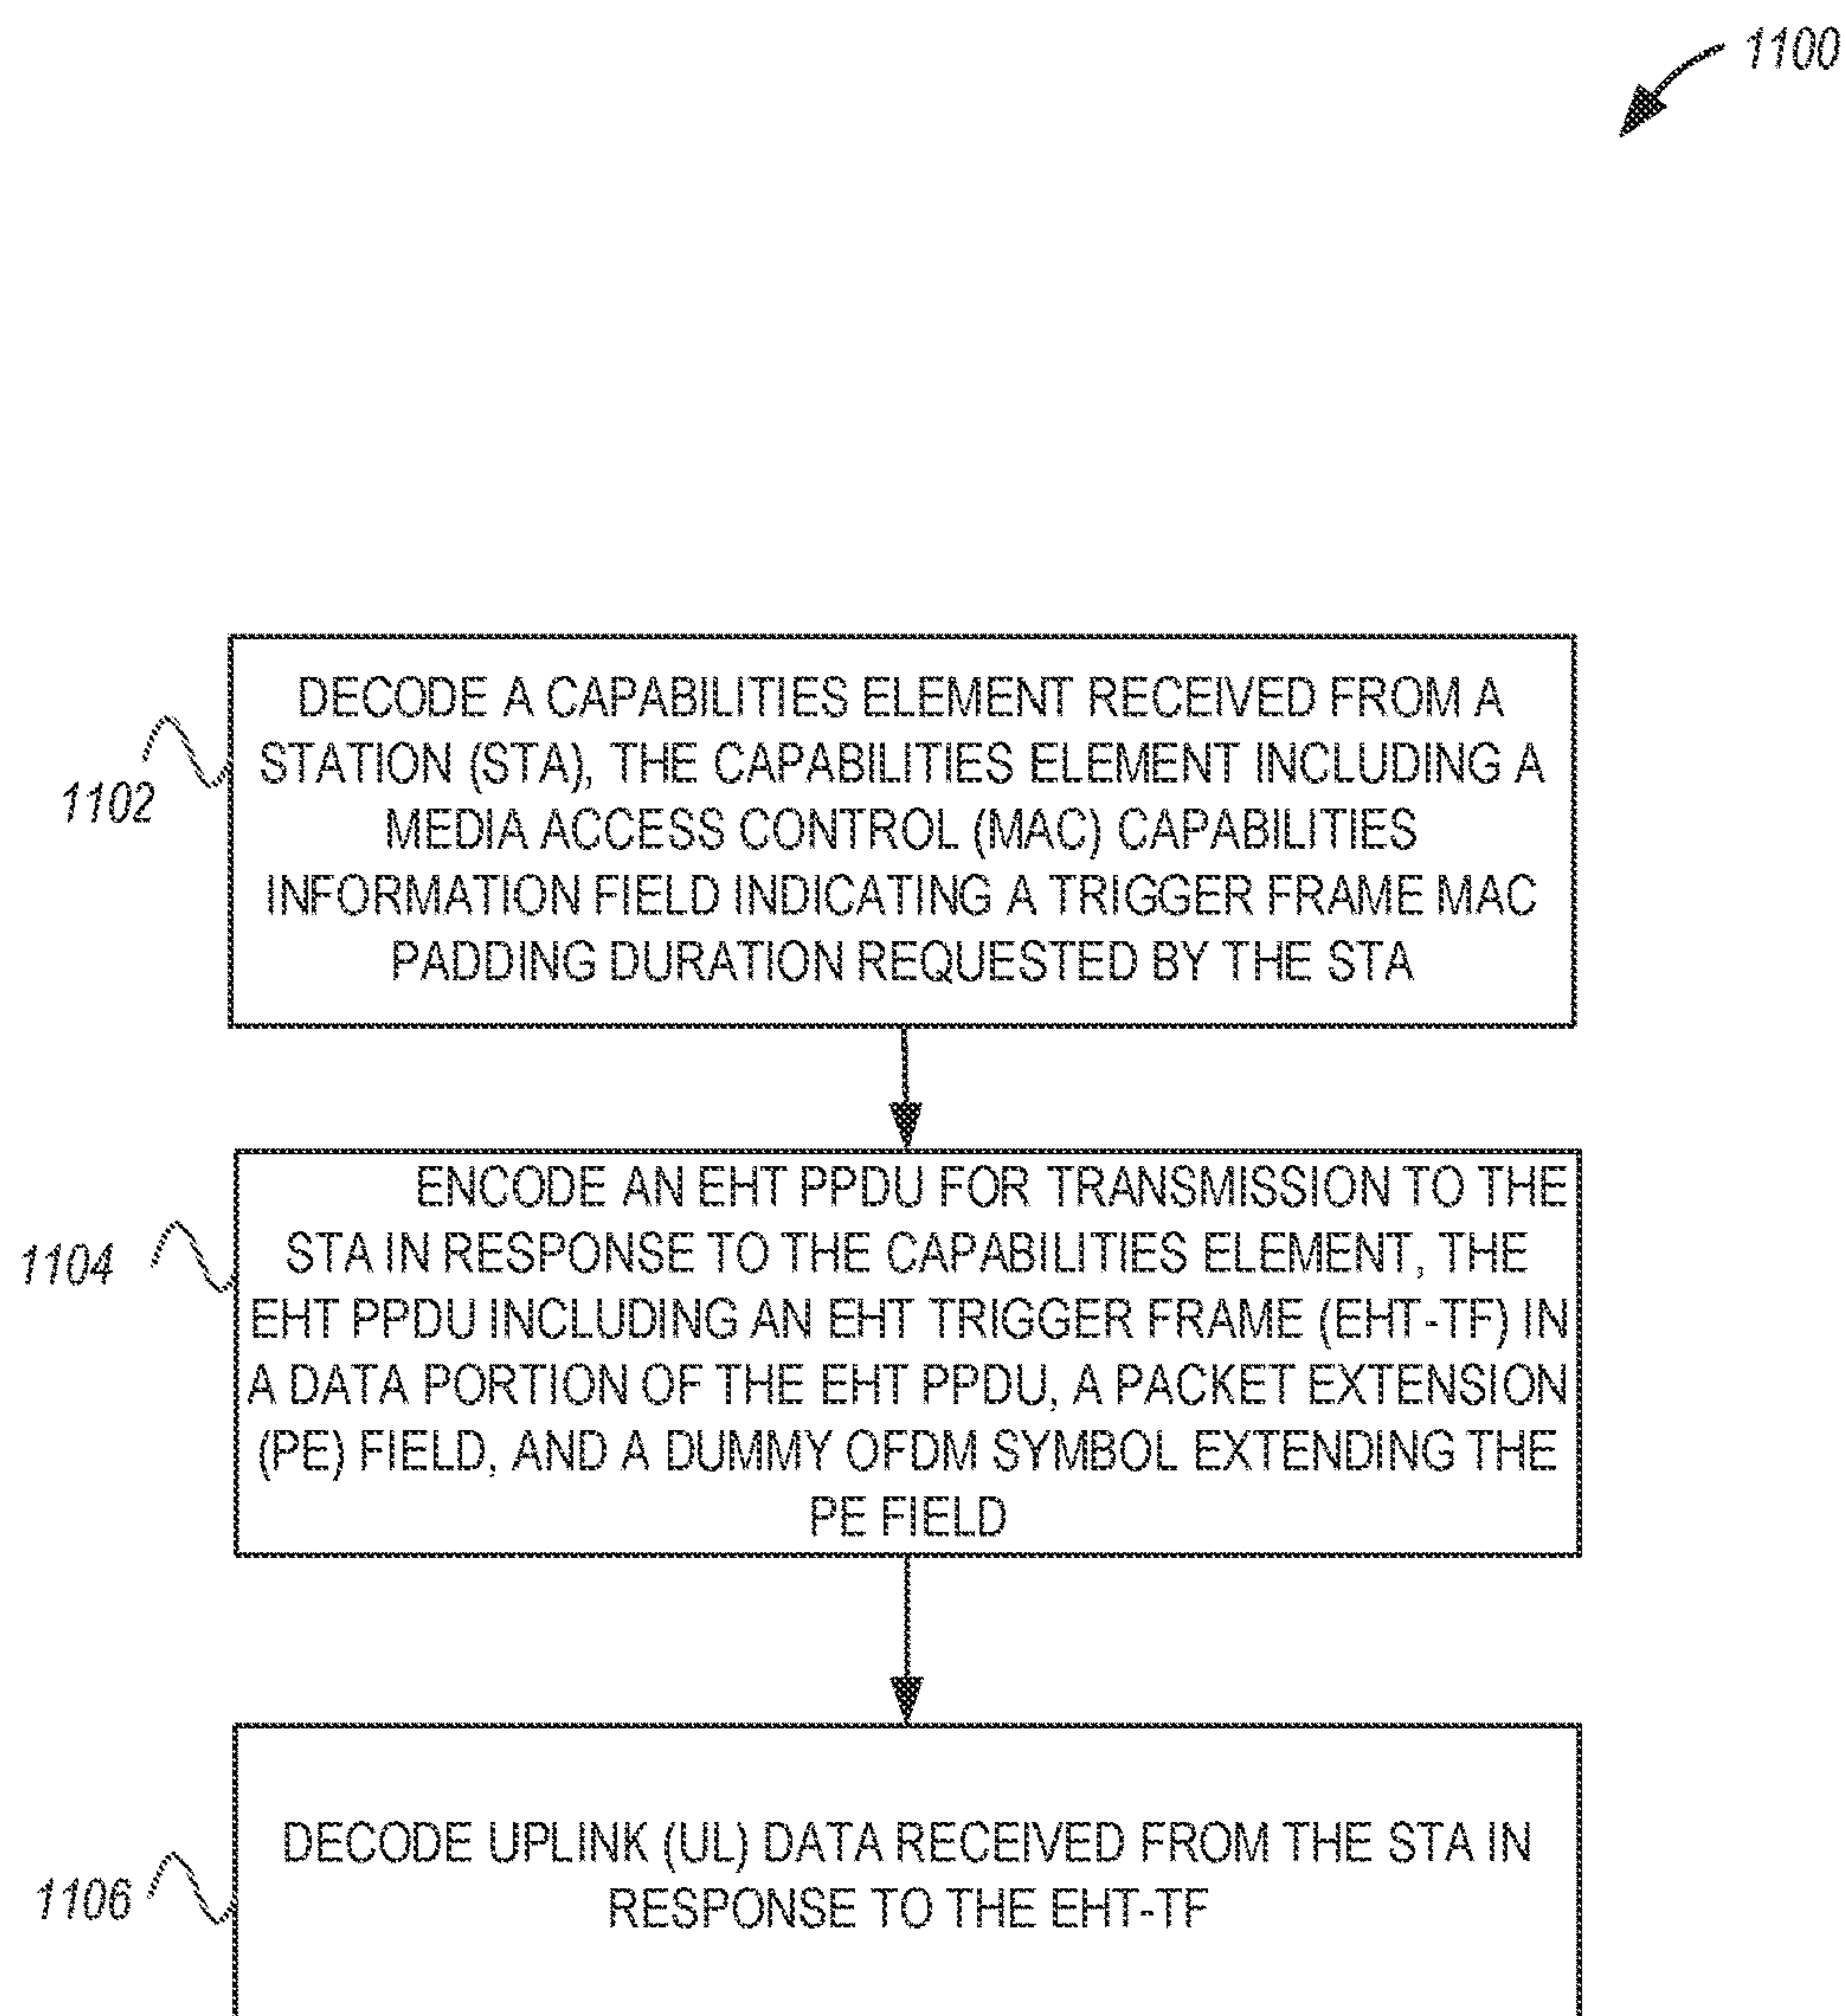 1100
DECODE A CAPABILITIES ELEMENT RECEIVED FROM A
STATION (STA), THE CAPABILITIES ELEMENT INCLUDING A
MEDIA ACCESS CONTROL (MAC) CAPABILITIES
INFORMATION FIELD INDICATING A TRIGGER FRAME MAC
PADDING DURATION REQUESTED BY THE STA
1102
ENCODE AN EHT PPDU FOR TRANSMISSION TO THE
STA IN RESPONSE TO THE CAPABILITIES ELEMENT, THE
EHT PPDU INCLUDING AN EHT TRIGGER FRAME (EHT-TF) IN
A DATA PORTION OF THE EHT PPDU, A PACKET EXTENSION
(PE) FIELD, AND A DUMMY OFDM SYMBOL EXTENDING THE
PE FIELD
1104
DECODE UPLINK (UL) DATA RECEIVED FROM THE STA IN
RESPONSE TO THE EHT-TF
1106